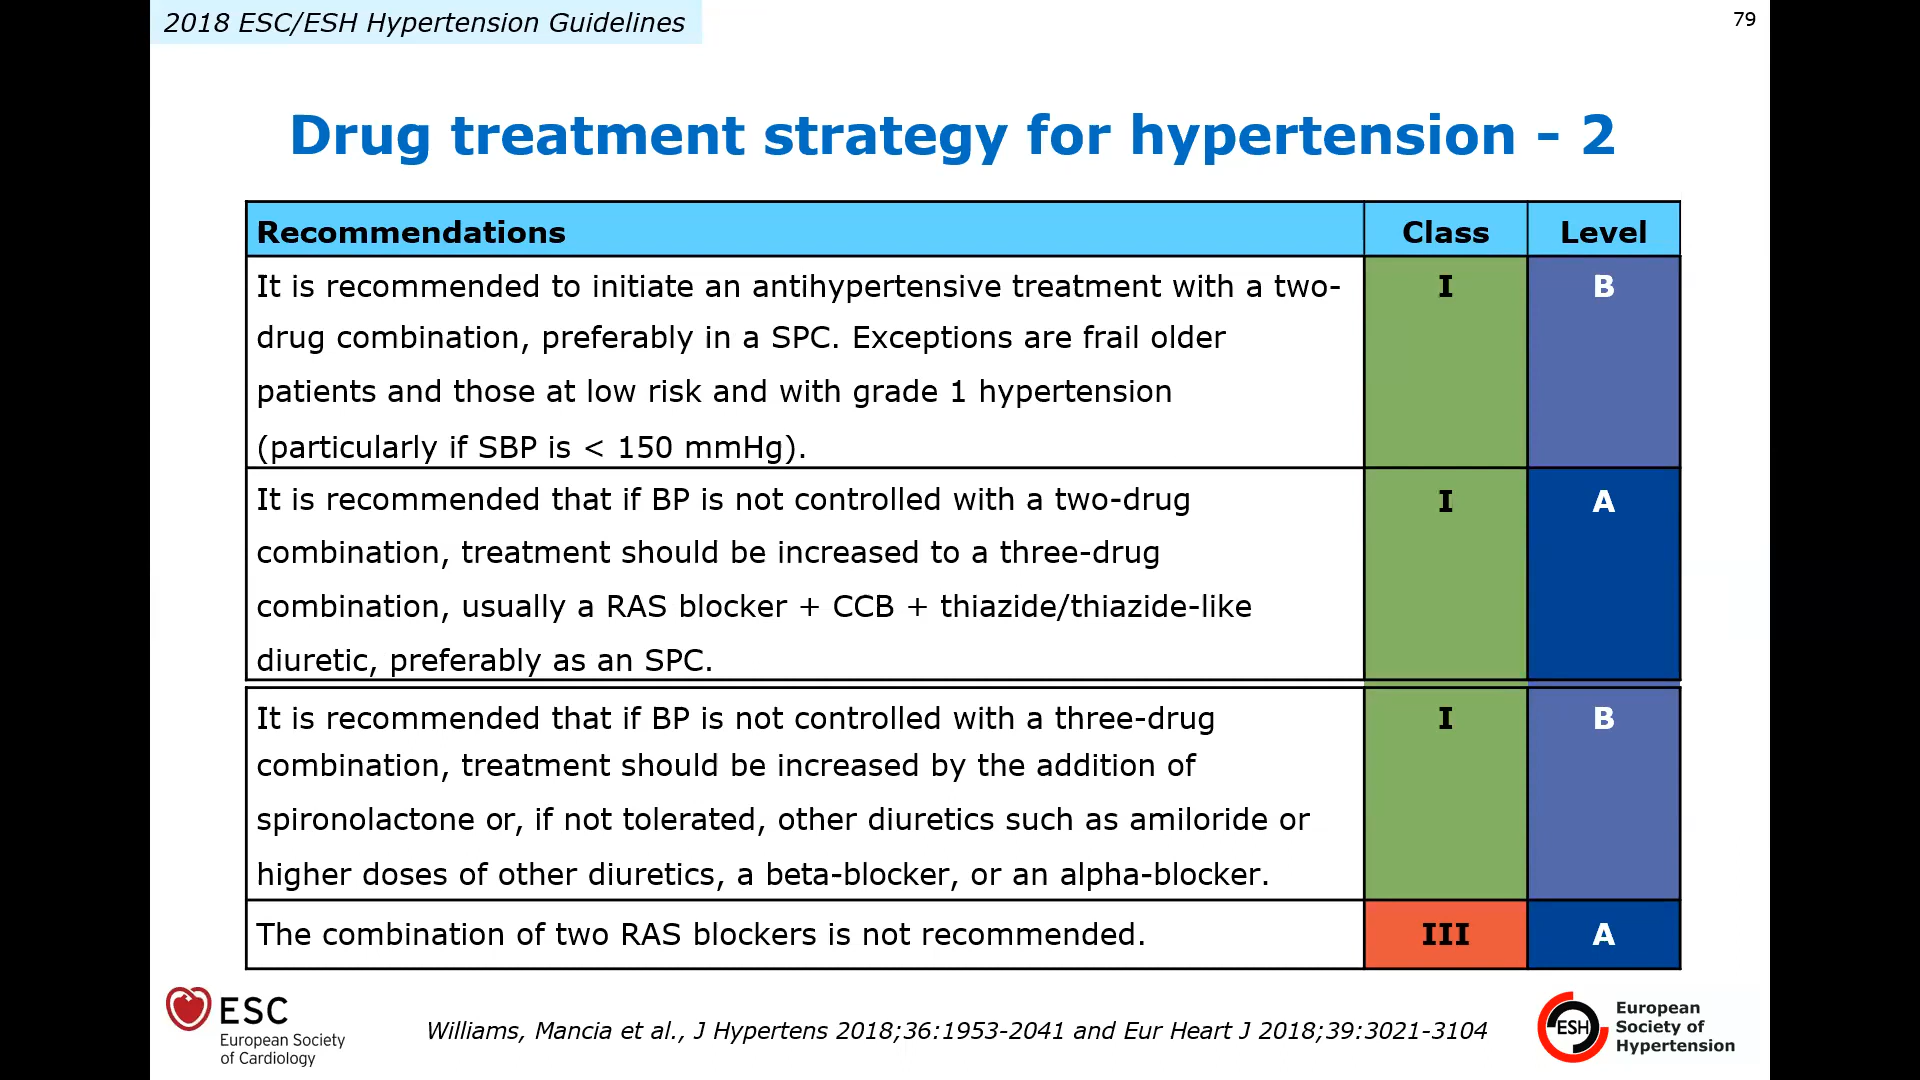 2018 ESC/ESH Hypertension Guidelines
79
Drug treatment strategy for hypertension – 2
Recommendations Class Level
It is recommended to initiate an antihypertensive treatment with a two- I B
drug combination, preferably in a SPC. Exceptions are frail older
patients and those at low risk and with grade 1 hypertension
(particularly if SBP is < 150 mmHg).
It is recommended that if BP is not controlled with a two-drug I A
combination, treatment should be increased to a three-drug
combination, usually a RAS blocker + CCB + thiazide/thiazide-like
diuretic, preferably as an SPC.
It is recommended that if BP is not controlled with a three-drug I B
combination, treatment should be increased by the addition of
spironolactone or, if not tolerated, other diuretics such as amiloride or
higher doses of other diuretics, a beta-blocker, or an alpha-blocker.
The combination of two RAS blockers is not recommended. III A
ESC
European Society
of Cardiology
Williams, Mancia et al., J Hypertens 2018;36:1953-2041 and Eur Heart J 2018;39:3021-3104
ESH
European
Society of
Hypertension